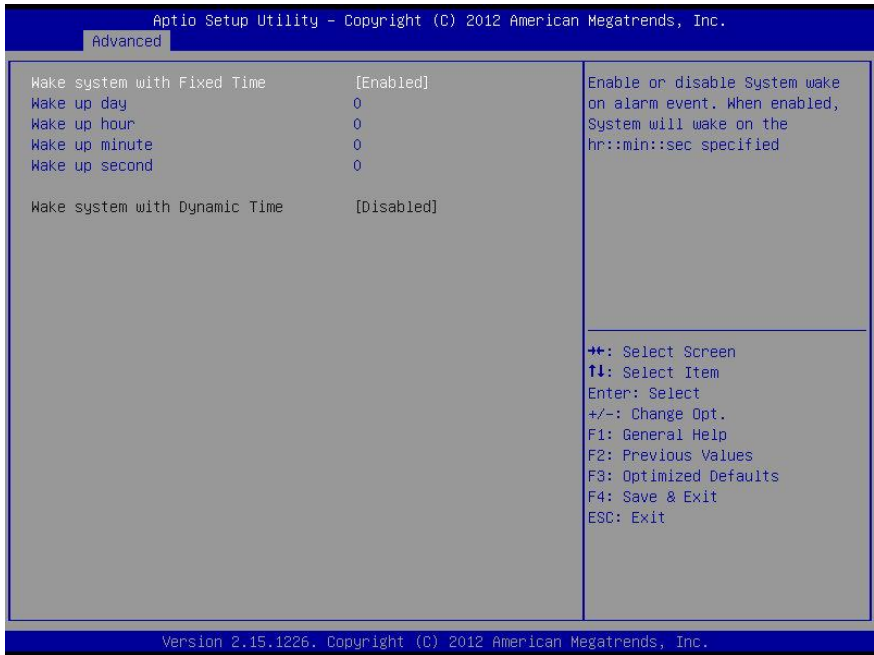 Aptio Setup Utility – Copyright (C) 2012 American Megatrends, Inc.
Advanced
Wake system with Fixed Time [Enabled]
Wake up day 0
Wake up hour 0
Wake up minute 0
Wake up second 0
Wake system with Dynamic Time [Disabled]
Enable or disable System wake
on alarm event. When enabled,
System will wake on the
hr::min::sec specified
→←: Select Screen
↑↓: Select Item
Enter: Select
+/-: Change Opt.
F1: General Help
F2: Previous Values
F3: Optimized Defaults
F4: Save & Exit
ESC: Exit
Version 2.15.1226. Copyright (C) 2012 American Megatrends, Inc.